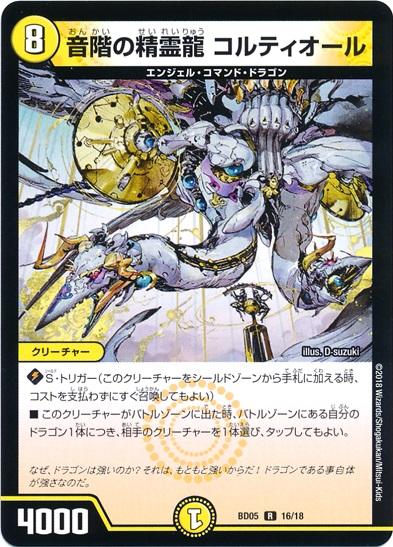 8
おんかい せいれいりゅう
音階の精霊龍 コルティオール
エンジェル・コマンド・ドラゴン
クリーチャー
illus. D-suzuki
©2018 Wizards/Shogakukan/Mitsui-Kids
S・トリガー(このクリーチャーをシールドゾーンから手札に加える時、
コストを支払わずにすぐ召喚してもよい)
■ このクリーチャーがバトルゾーンに出た時、バトルゾーンにある自分の
ドラゴン1体につき、相手のクリーチャーを1体選び、タップしてもよい。
なぜ、ドラゴンは強いのか?それは、もともと強いからだ!ドラゴンである事自体
が強さなのだ。
4000
BD05 R 16/18